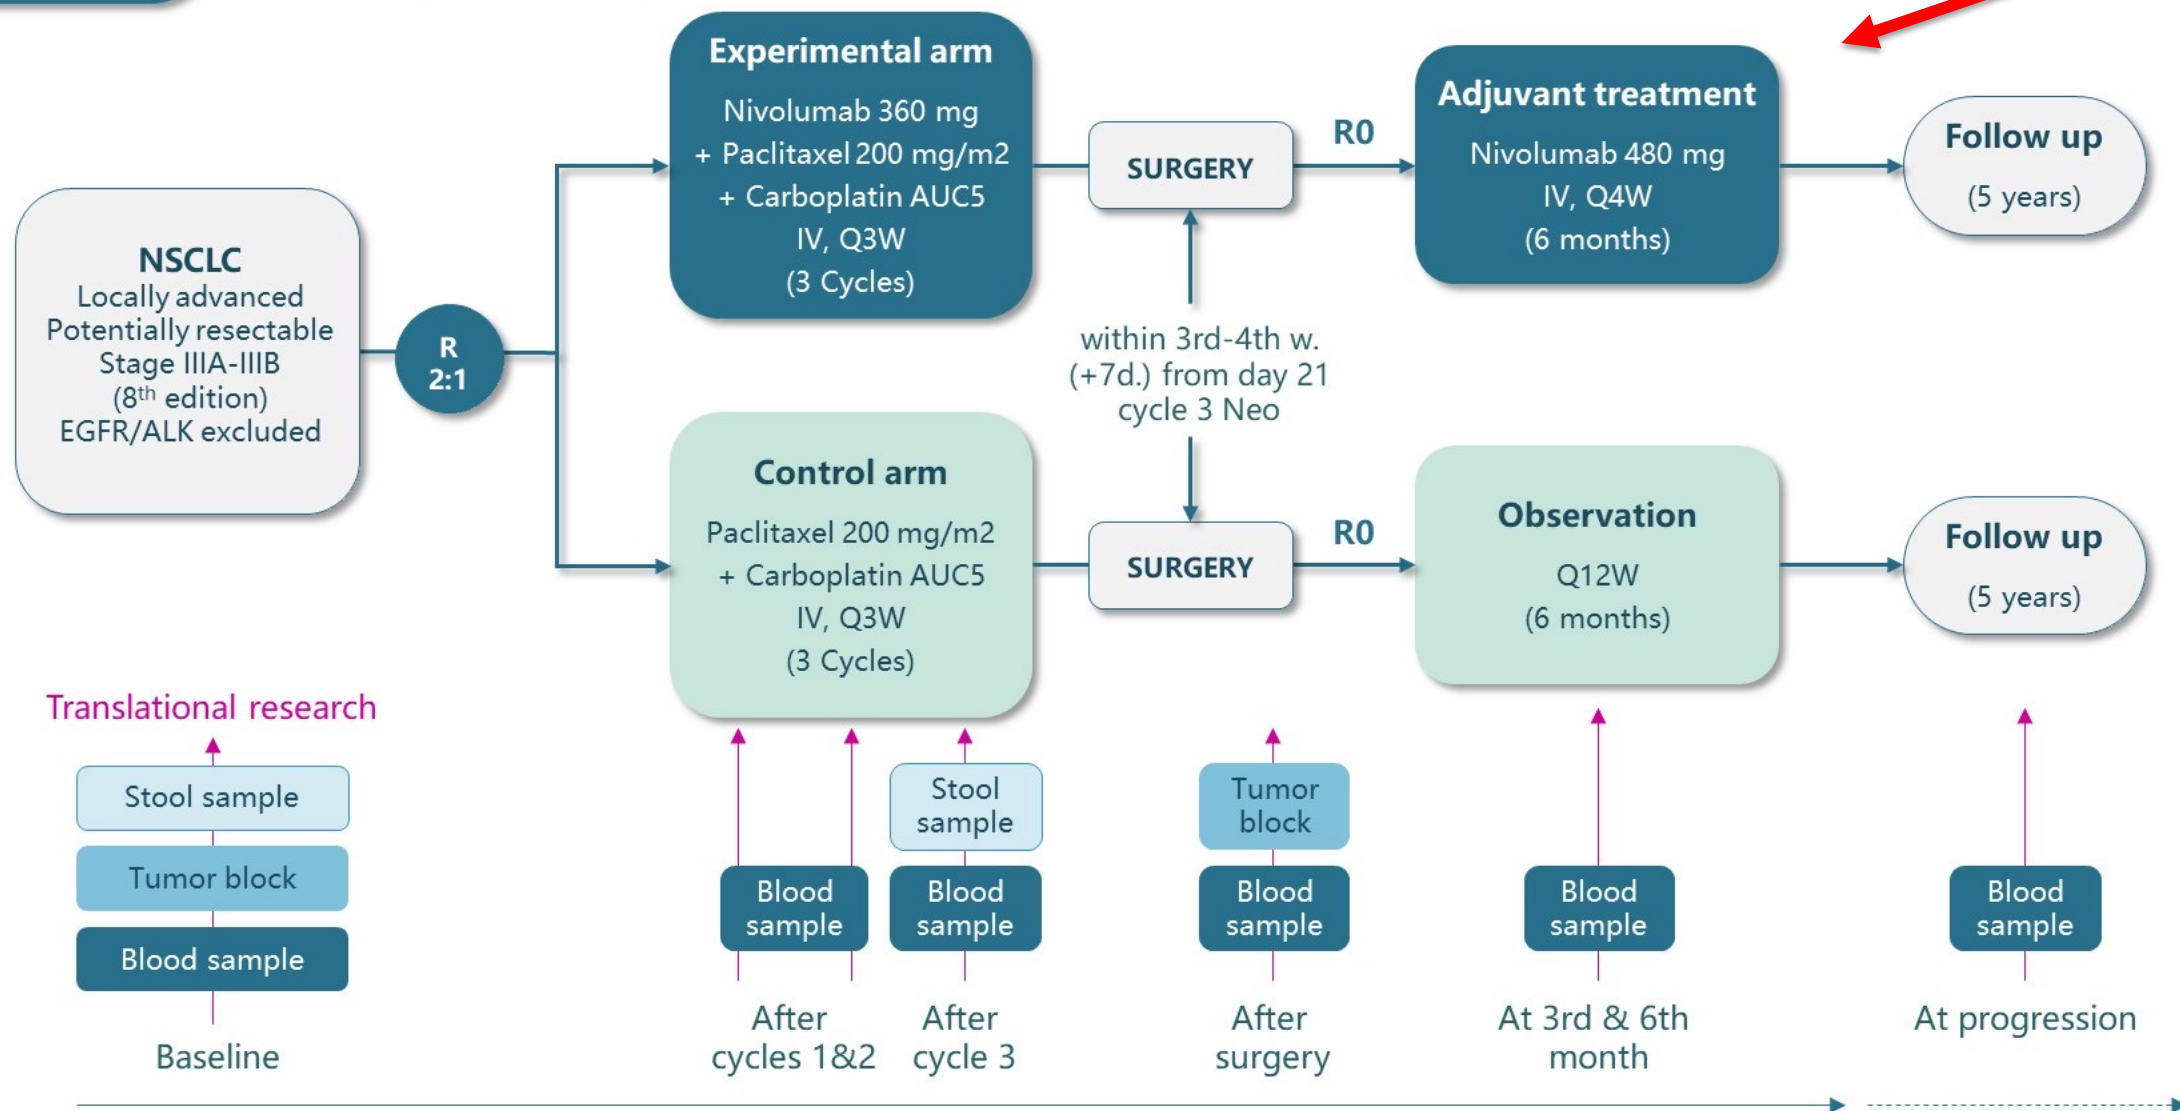 NSCLC
Locally advanced
Potentially resectable
Stage IIIA-IIIB
(8th edition)
EGFR/ALK excluded
R
2:1
Experimental arm
Nivolumab 360 mg
+ Paclitaxel 200 mg/m2
+ Carboplatin AUC5
IV, Q3W
(3 Cycles)
SURGERY
R0
Adjuvant treatment
Nivolumab 480 mg
IV, Q4W
(6 months)
Follow up
(5 years)
within 3rd-4th w.
(+7d.) from day 21
cycle 3 Neo
Control arm
Paclitaxel 200 mg/m2
+ Carboplatin AUC5
IV, Q3W
(3 Cycles)
SURGERY
R0
Observation
Q12W
(6 months)
Follow up
(5 years)
Translational research
Stool sample
Tumor block
Blood sample
Baseline
Blood
sample
After
cycles 1&2
Stool
sample
Blood
sample
After
cycle 3
Tumor
block
Blood
sample
After
surgery
Blood
sample
At 3rd & 6th
month
Blood
sample
At progression